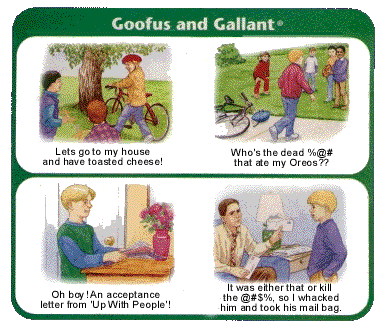 Goofus and Gallant®
Lets go to my house
and have toasted cheese!
Who's the dead %@#
that ate my Oreos??
Oh boy! An acceptance
letter from 'Up With People'!
It was either that or kill
the @#$%, so I whacked
him and took his mail bag.